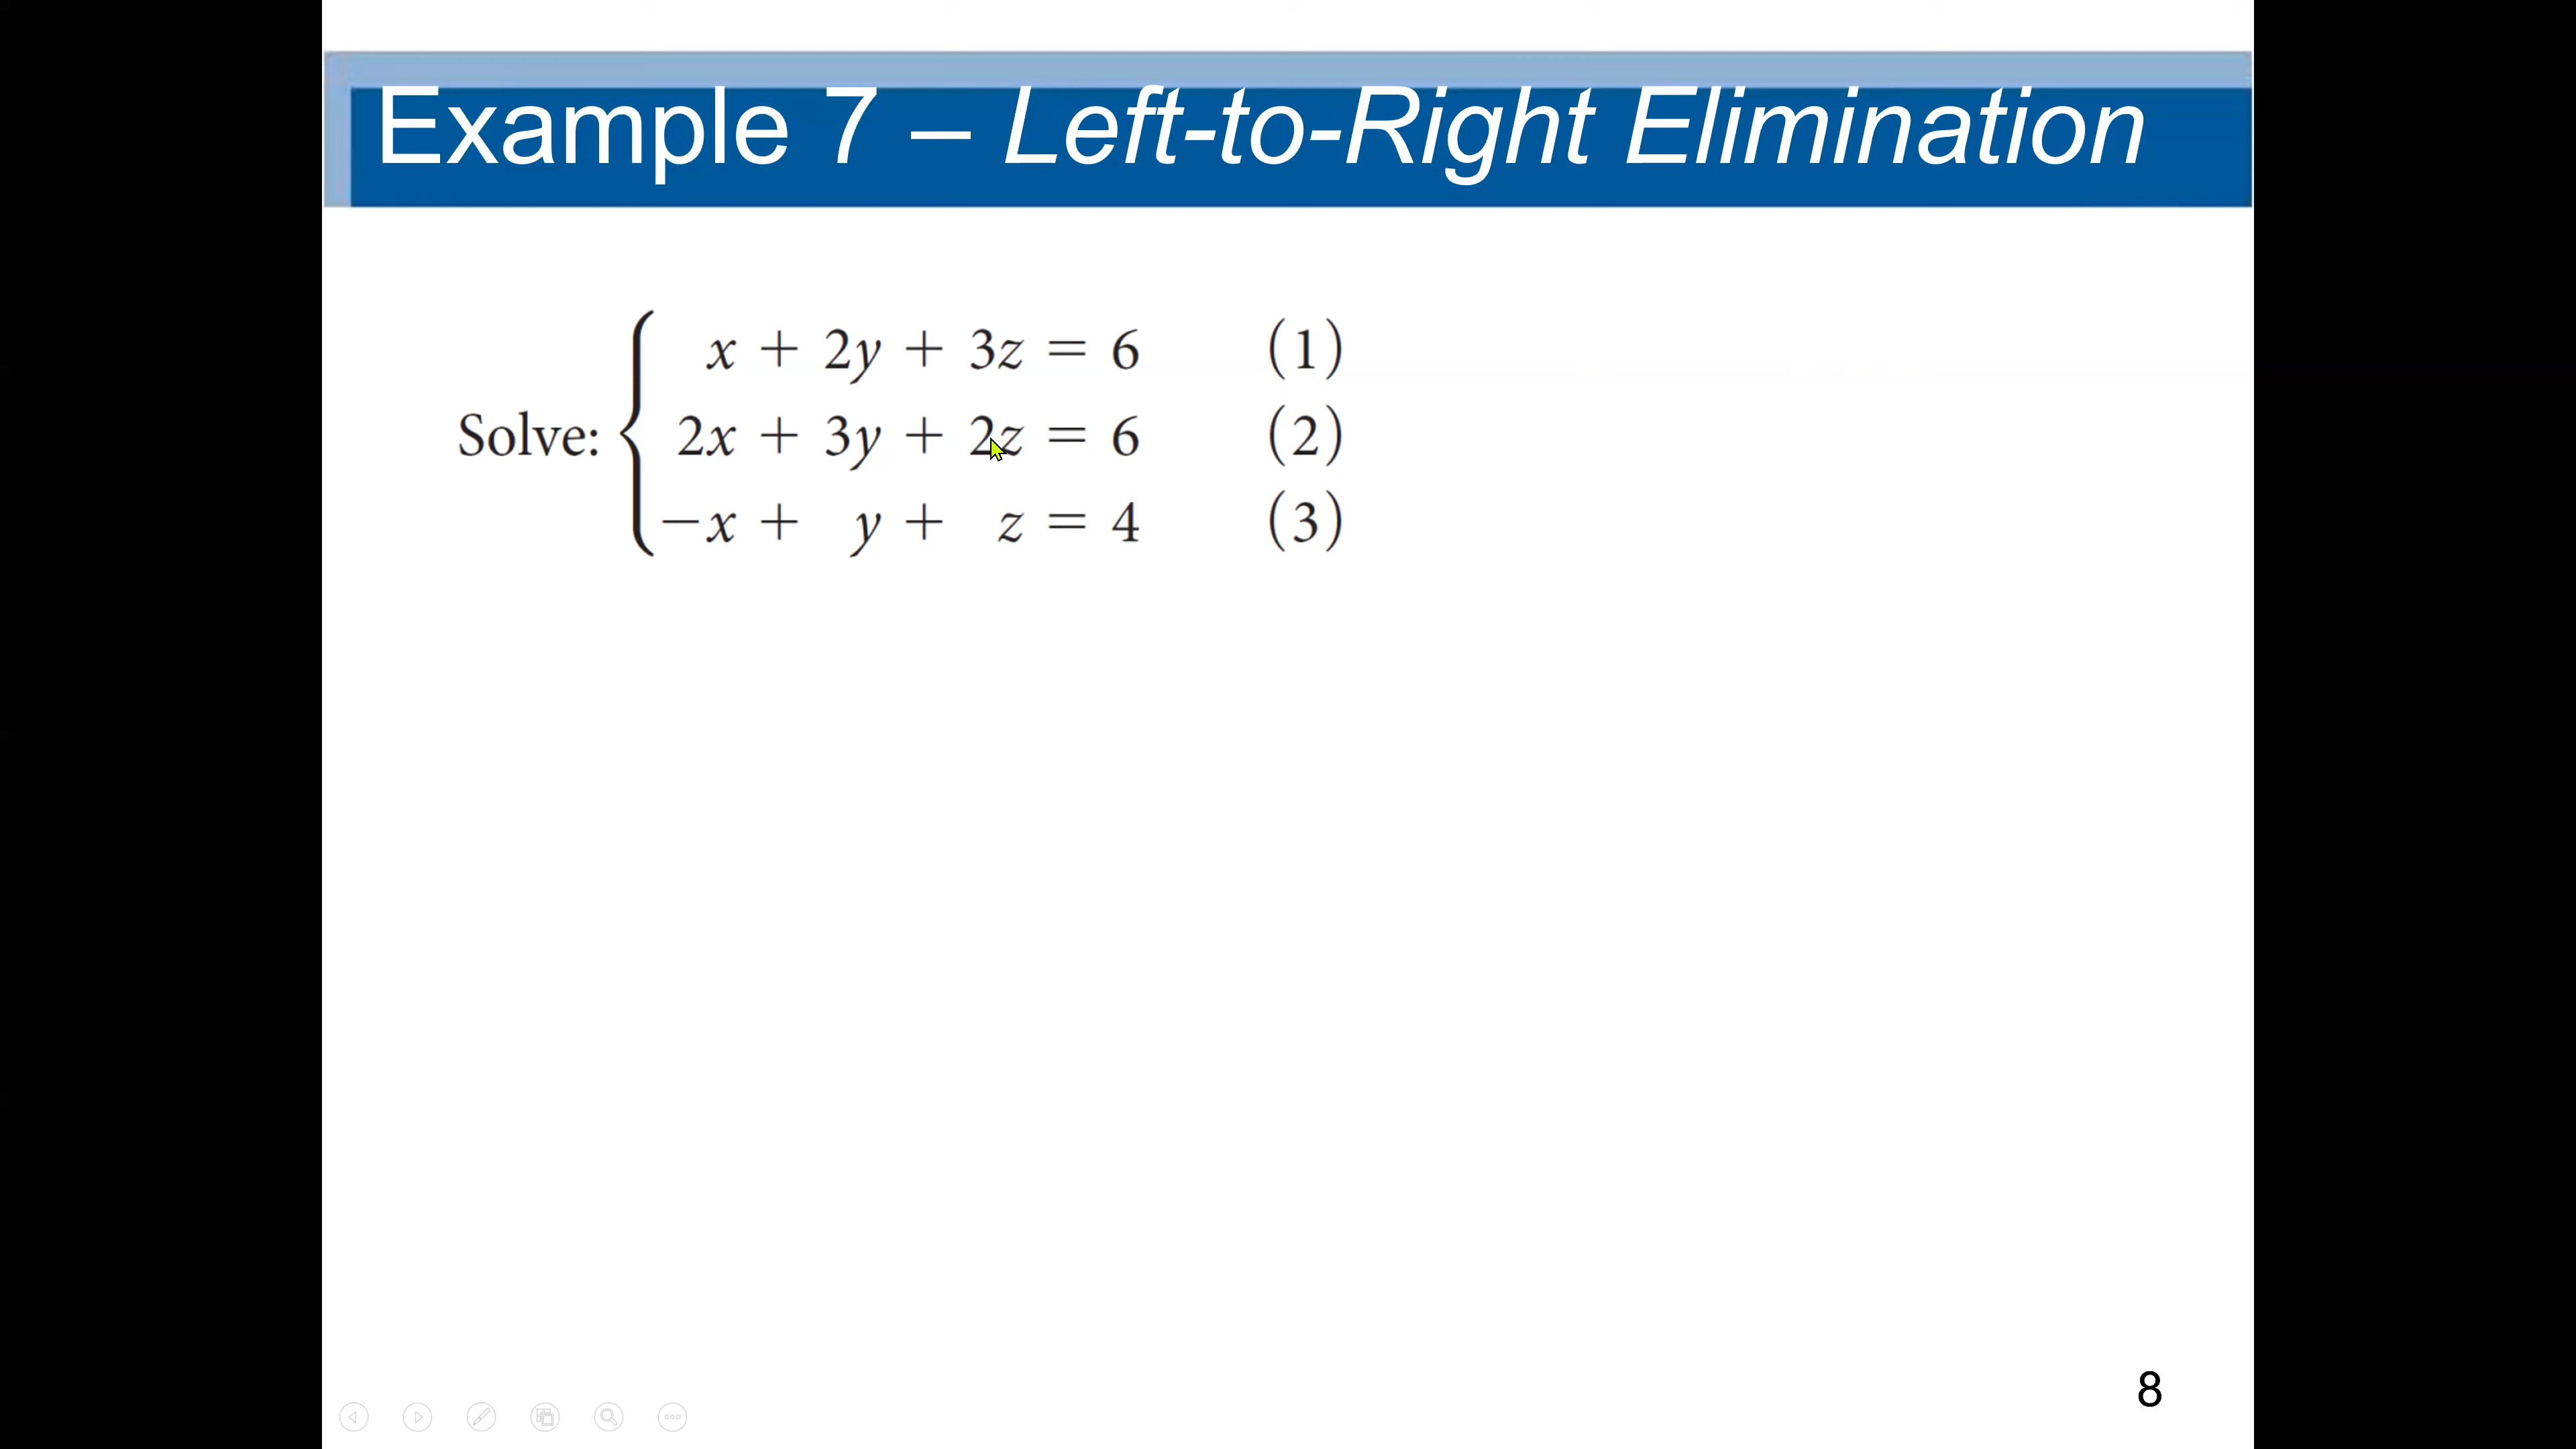 Example 7 – Left-to-Right Elimination
x + 2y + 3z = 6 (1)
Solve: 2x + 3y + 2z = 6 (2)
−x + y + z = 4 (3)
8